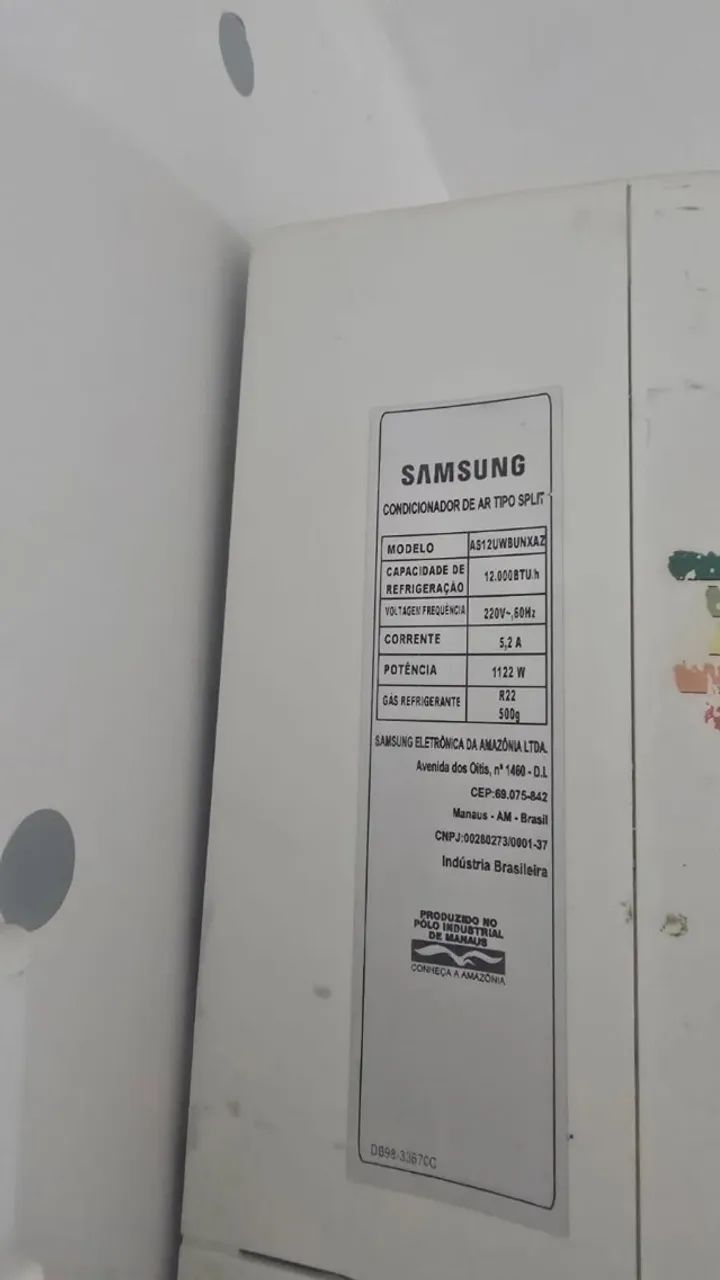 SAMSUNG
CONDICIONADOR DE AR TIPO SPLIT
MODELO AS12UWBUNXAZ
CAPACIDADE DE REFRIGERAÇÃO 12.000BTU/h
VOLTAGEM FREQUÊNCIA 220V~,60Hz
CORRENTE 5,2 A
POTÊNCIA 1122 W
GÁS REFRIGERANTE R22 500g
SAMSUNG ELETRÔNICA DA AMAZÔNIA LTDA.
Avenida dos Oitis, nº 1460 - D.I.
CEP:69.075-842
Manaus - AM - Brasil
CNPJ:00280273/0001-37
Indústria Brasileira
PRODUZIDO NO
PÓLO INDUSTRIAL
DE MANAUS
CONHEÇA A AMAZÔNIA
DB98-33670C